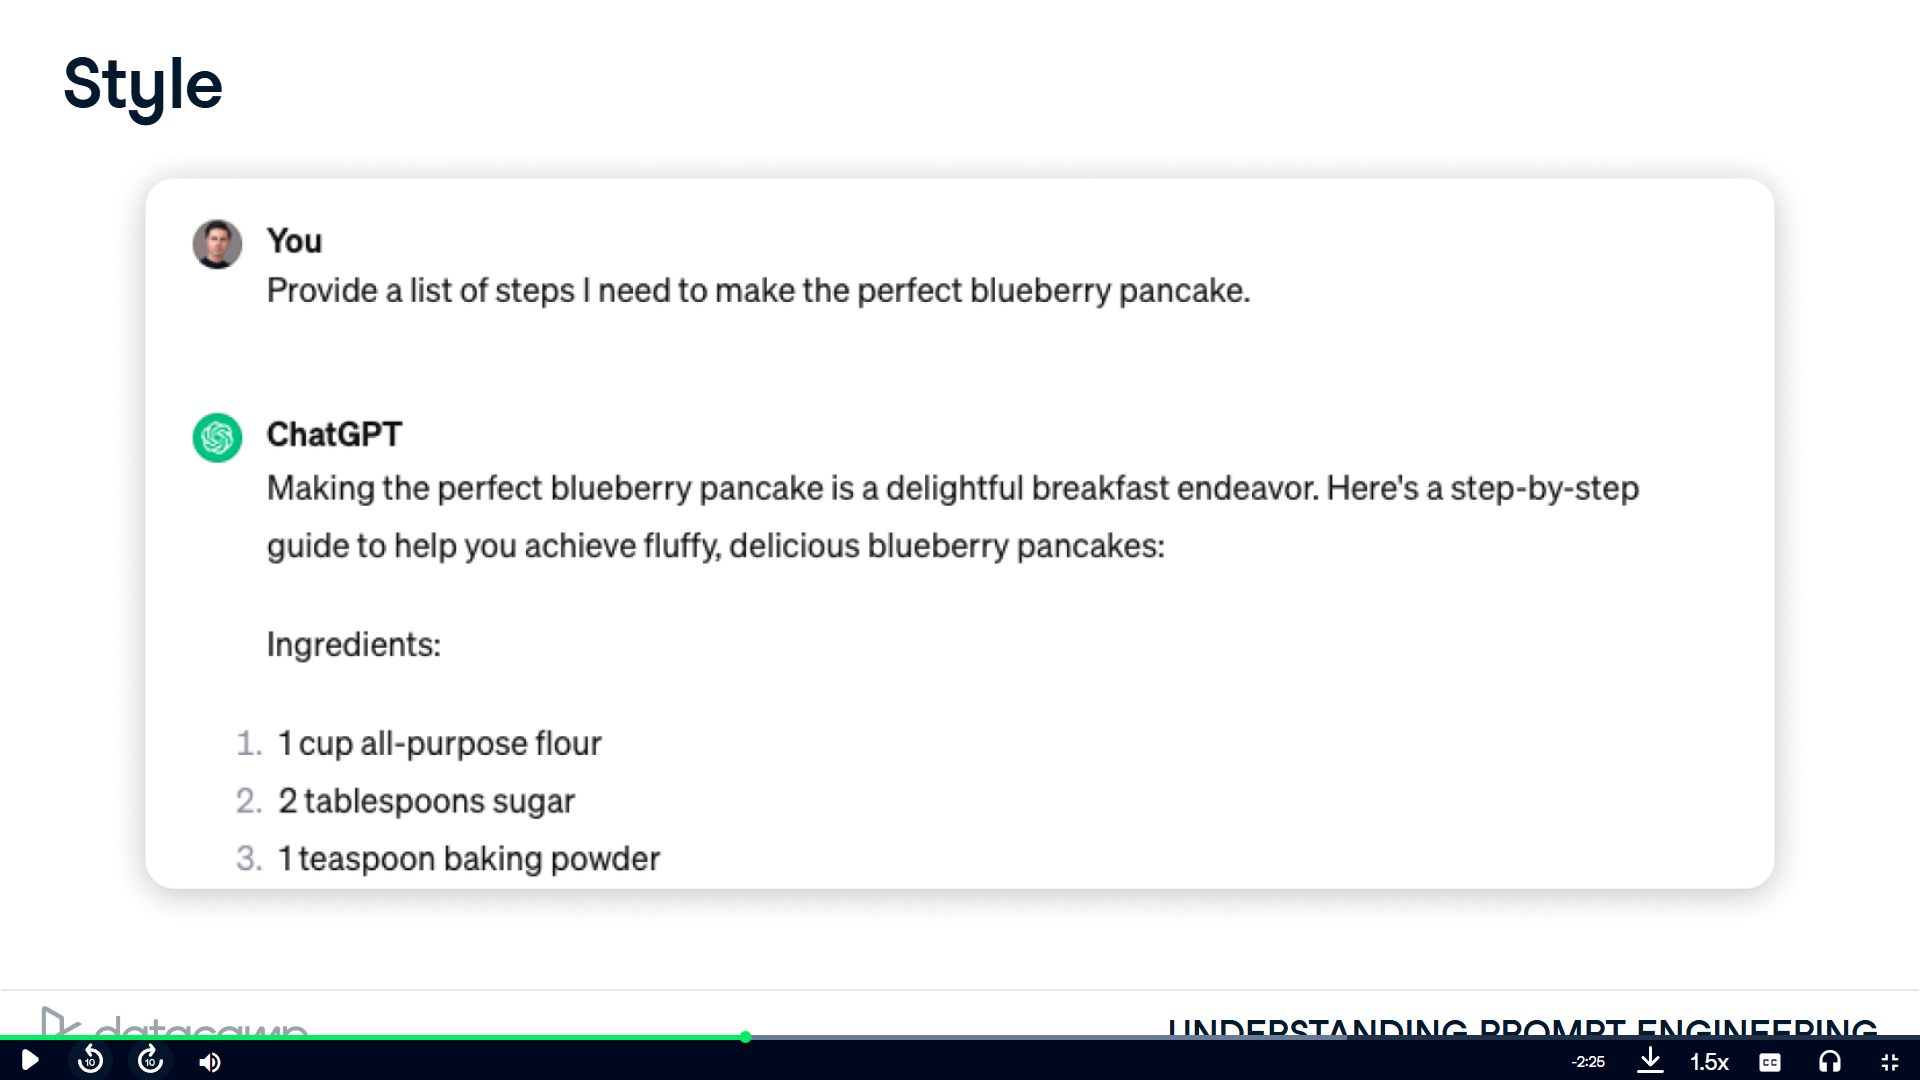 Style
You
Provide a list of steps I need to make the perfect blueberry pancake.
ChatGPT
Making the perfect blueberry pancake is a delightful breakfast endeavor. Here's a step-by-step
guide to help you achieve fluffy, delicious blueberry pancakes:
Ingredients:
1. 1 cup all-purpose flour
2. 2 tablespoons sugar
3. 1 teaspoon baking powder
datacamp
UNDERSTANDING PROMPT ENGINEERING
10
10
-2:25
1.5x
CC